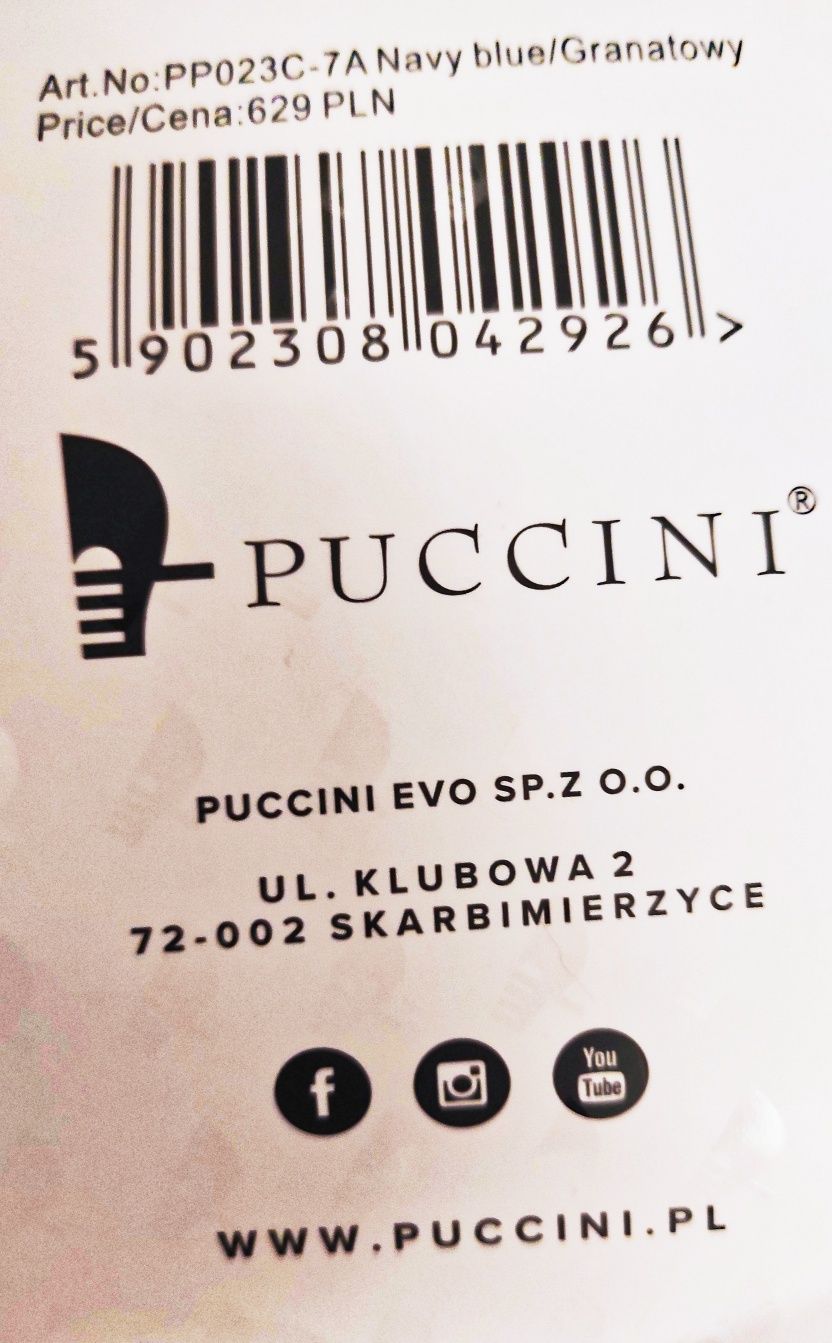 Art.No:PP023C-7A Navy blue/Granatowy
Price/Cena:629 PLN
5 902308 042926 >
PUCCINI®
PUCCINI EVO SP.Z O.O.
UL. KLUBOWA 2
72-002 SKARBIMIERZYCE
f
You
Tube
WWW.PUCCINI.PL